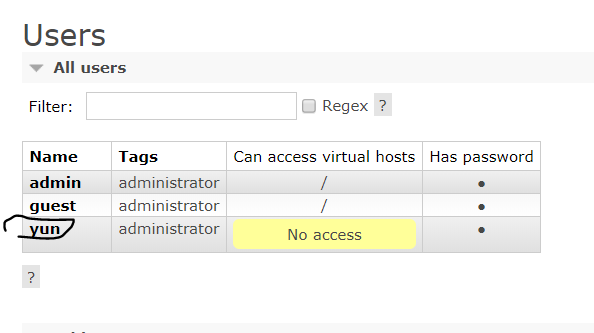 Users
All users
Filter: Regex ?
Name Tags Can access virtual hosts Has password
admin administrator / ●
guest administrator / ●
yun administrator No access ●
?